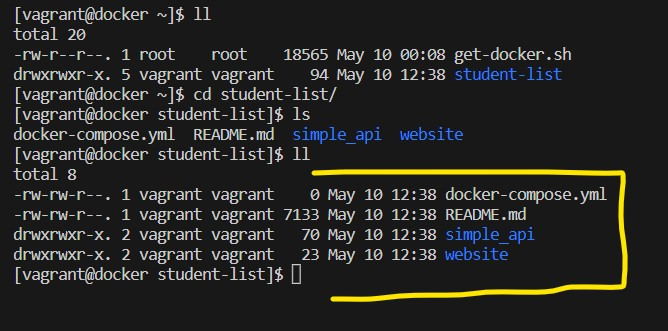 [vagrant@docker ~]$ ll
total 20
-rw-r--r--. 1 root    root    18565 May 10 00:08 get-docker.sh
drwxrwxr-x. 5 vagrant vagrant    94 May 10 12:38 student-list
[vagrant@docker ~]$ cd student-list/
[vagrant@docker student-list]$ ls
docker-compose.yml  README.md  simple_api  website
[vagrant@docker student-list]$ ll
total 8
-rw-rw-r--. 1 vagrant vagrant    0 May 10 12:38 docker-compose.yml
-rw-rw-r--. 1 vagrant vagrant 7133 May 10 12:38 README.md
drwxrwxr-x. 2 vagrant vagrant   70 May 10 12:38 simple_api
drwxrwxr-x. 2 vagrant vagrant   23 May 10 12:38 website
[vagrant@docker student-list]$